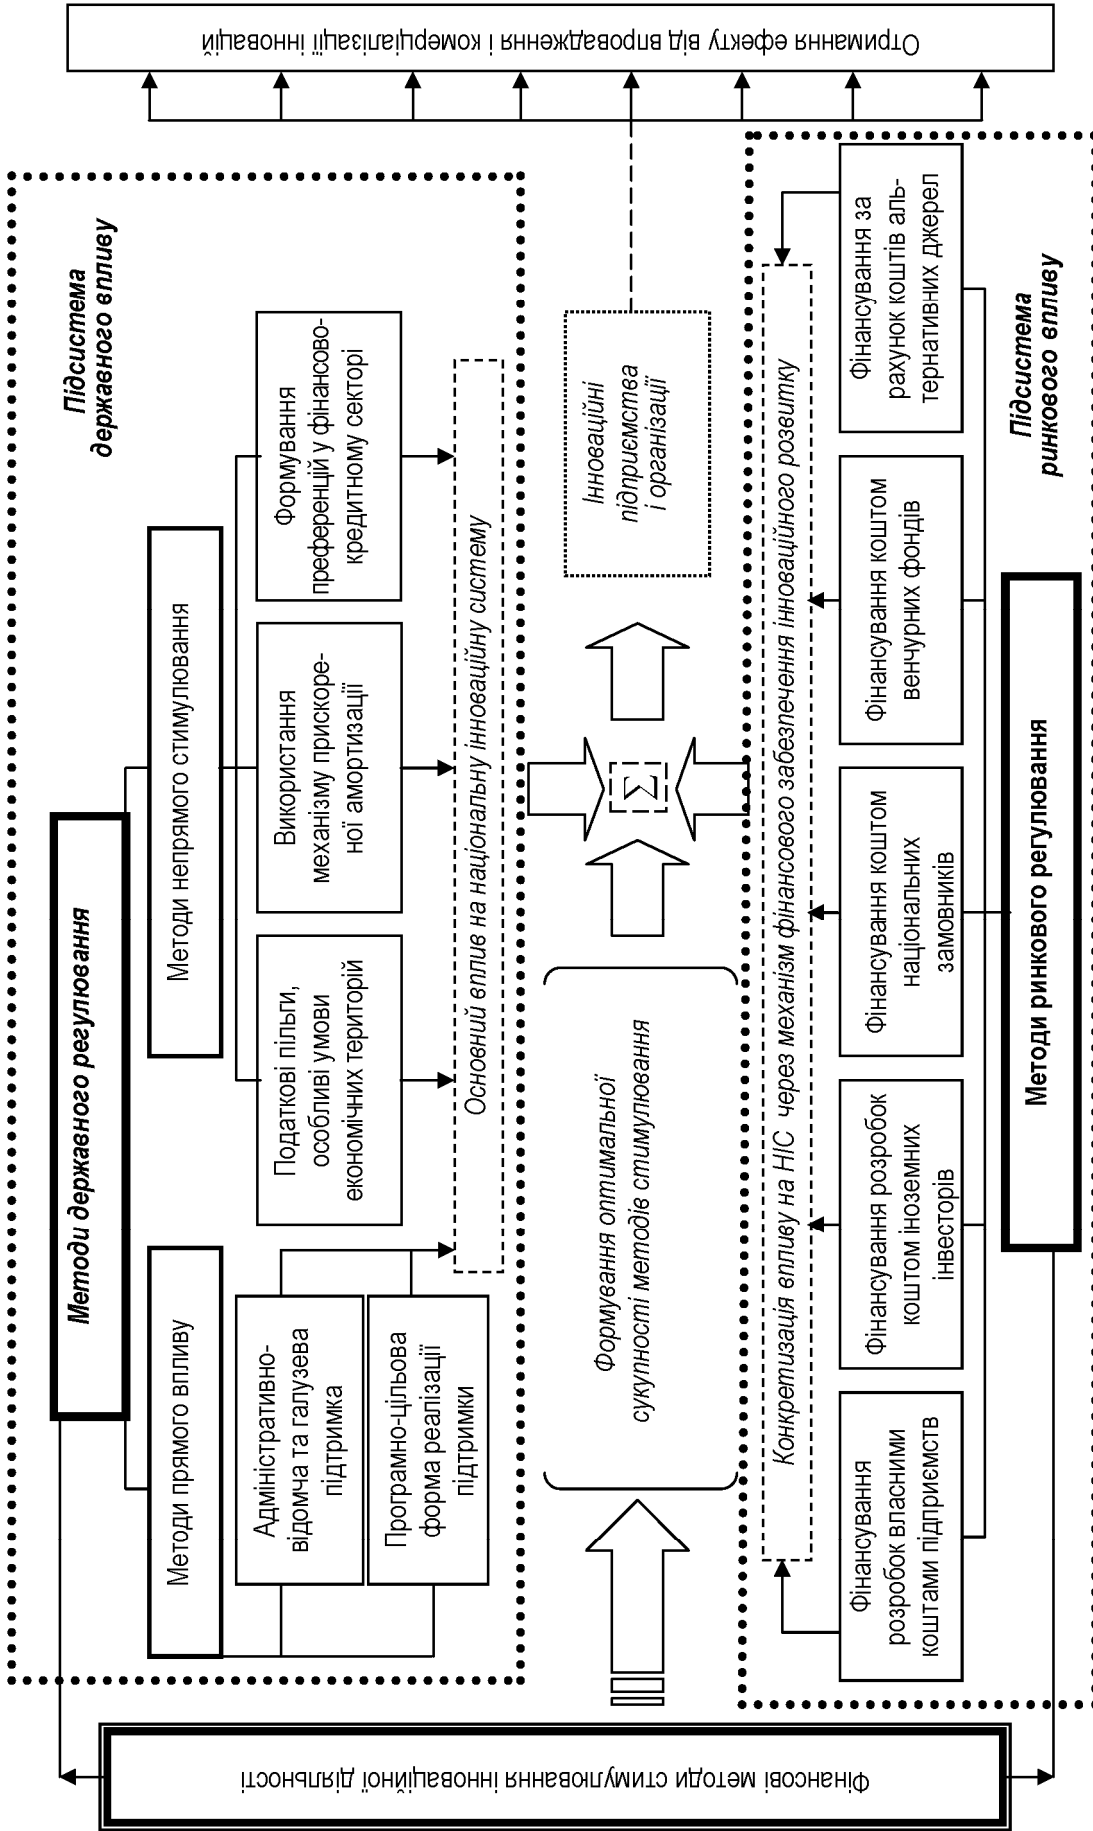 Фінансові методи стимулювання інноваційної діяльності
Підсистема
державного впливу
Методи державного регулювання
Методи прямого впливу
Методи непрямого стимулювання
Адміністративно-
відомча та галузева
підтримка
Програмно-цільова
форма реалізації
підтримки
Податкові пільги,
особливі умови
економічних територій
Використання
механізму прискоре-
ної амортизації
Формування
преференцій у фінансово-
кредитному секторі
Основний вплив на національну інноваційну систему
Формування оптимальної
сукупності методів стимулювання
Σ
Інноваційні
підприємства
і організації
Конкретизація впливу на НІС через механізм фінансового забезпечення інноваційного розвитку
Фінансування
розробок власними
коштами підприємств
Фінансування розробок
коштом іноземних
інвесторів
Фінансування коштом
національних
замовників
Фінансування коштом
венчурних фондів
Фінансування за
рахунок коштів аль-
тернативних джерел
Методи ринкового регулювання
Підсистема
ринкового впливу
Отримання ефекту від впровадження і комерціалізації інновацій